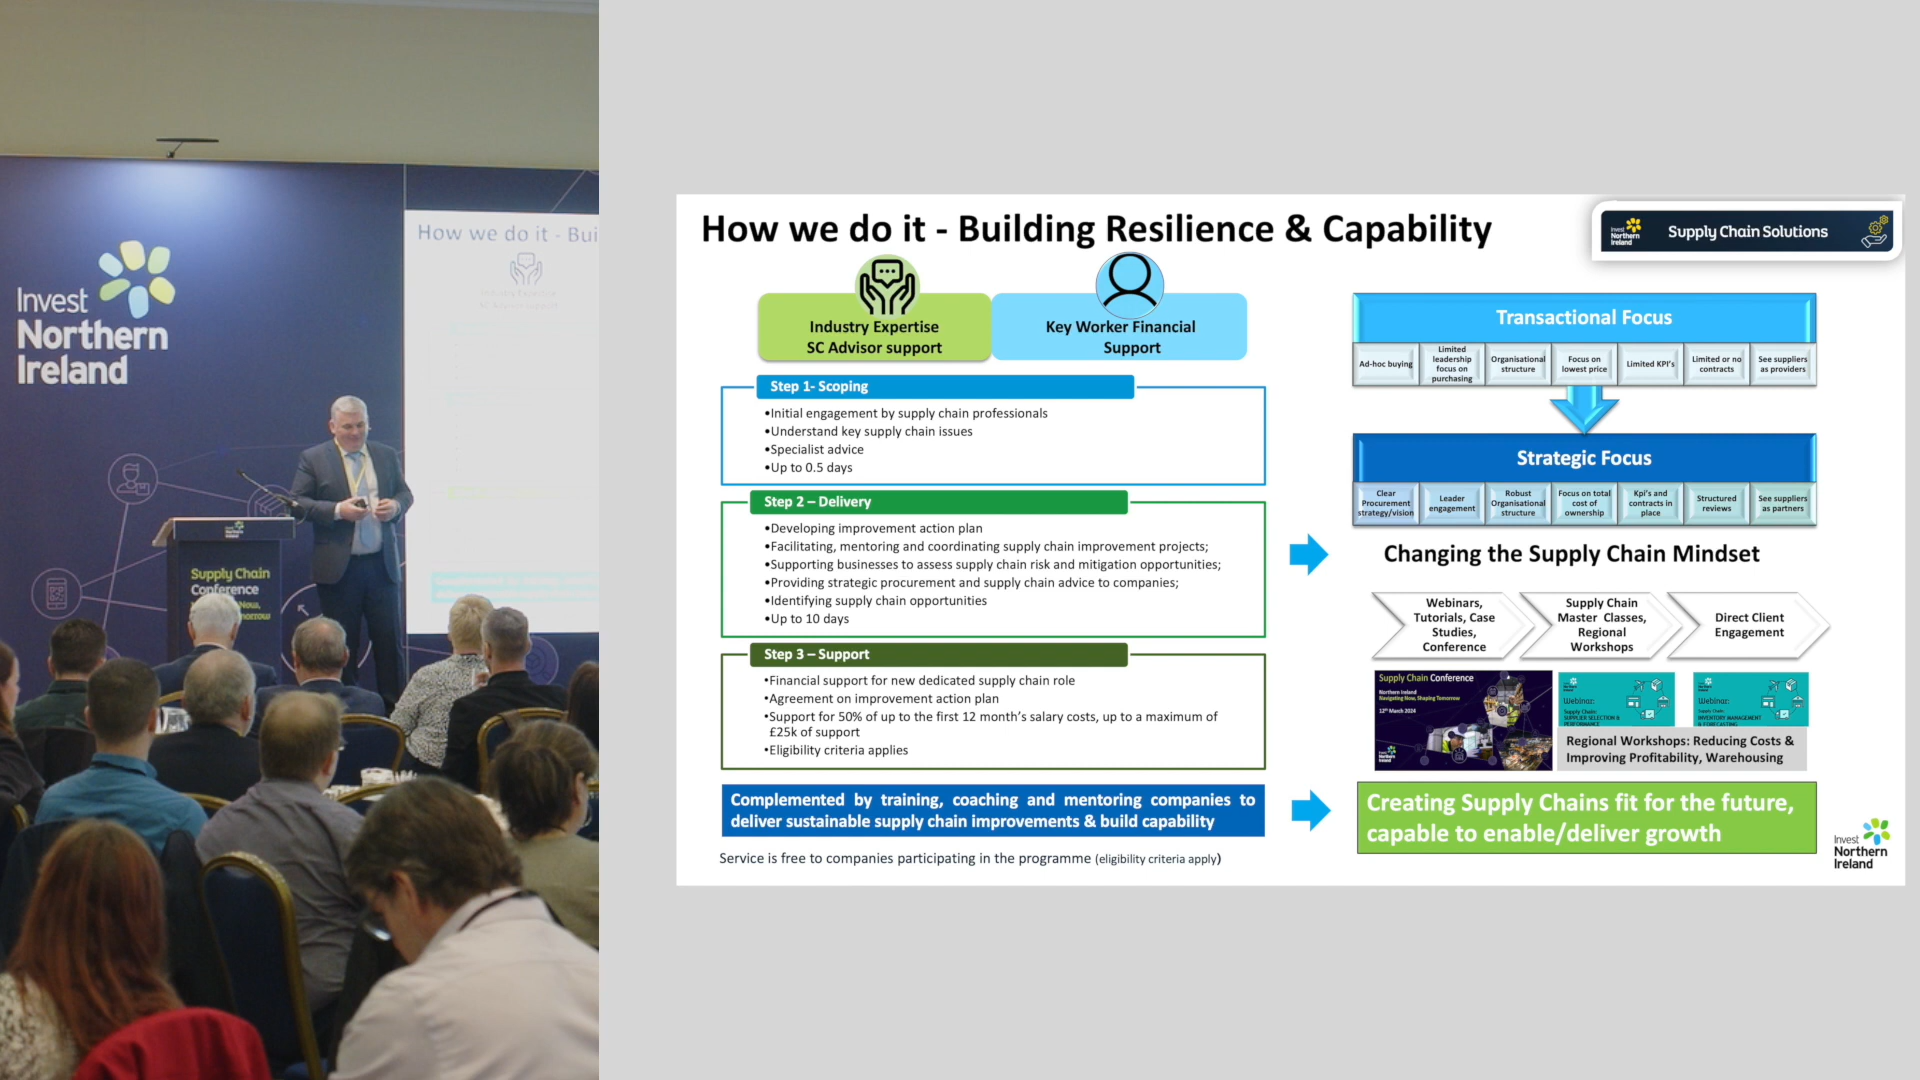 Invest
Northern
Ireland
How we do it - Bui
Supply Chain
Conference
How we do it - Building Resilience & Capability
Invest
Northern
Ireland
Supply Chain Solutions
Industry Expertise
SC Advisor support
Key Worker Financial
Support
Step 1- Scoping
•Initial engagement by supply chain professionals
•Understand key supply chain issues
•Specialist advice
•Up to 0.5 days
Step 2 – Delivery
•Developing improvement action plan
•Facilitating, mentoring and coordinating supply chain improvement projects;
•Supporting businesses to assess supply chain risk and mitigation opportunities;
•Providing strategic procurement and supply chain advice to companies;
•Identifying supply chain opportunities
•Up to 10 days
Step 3 – Support
•Financial support for new dedicated supply chain role
•Agreement on improvement action plan
•Support for 50% of up to the first 12 month's salary costs, up to a maximum of
£25k of support
•Eligibility criteria applies
Complemented by training, coaching and mentoring companies to
deliver sustainable supply chain improvements & build capability
Service is free to companies participating in the programme (eligibility criteria apply)
Transactional Focus
Ad-hoc buying
Limited
leadership
focus on
purchasing
Organisational
structure
Focus on
lowest price
Limited KPI's
Limited or no
contracts
See suppliers
as providers
Strategic Focus
Clear
Procurement
strategy/vision
Leader
engagement
Robust
Organisational
structure
Focus on total
cost of
ownership
Kpi's and
contracts in
place
Structured
reviews
See suppliers
as partners
Changing the Supply Chain Mindset
Webinars,
Tutorials, Case
Studies,
Conference
Supply Chain
Master Classes,
Regional
Workshops
Direct Client
Engagement
Supply Chain Conference
Northern Ireland
Navigating Now, Shaping Tomorrow
12th March 2024
Webinar:
Supply Chain:
SUPPLIER SELECTION &
PERFORMANCE
Webinar:
Supply Chain:
INVENTORY MANAGEMENT
& FORECASTING
Regional Workshops: Reducing Costs &
Improving Profitability, Warehousing
Creating Supply Chains fit for the future,
capable to enable/deliver growth
Invest
Northern
Ireland